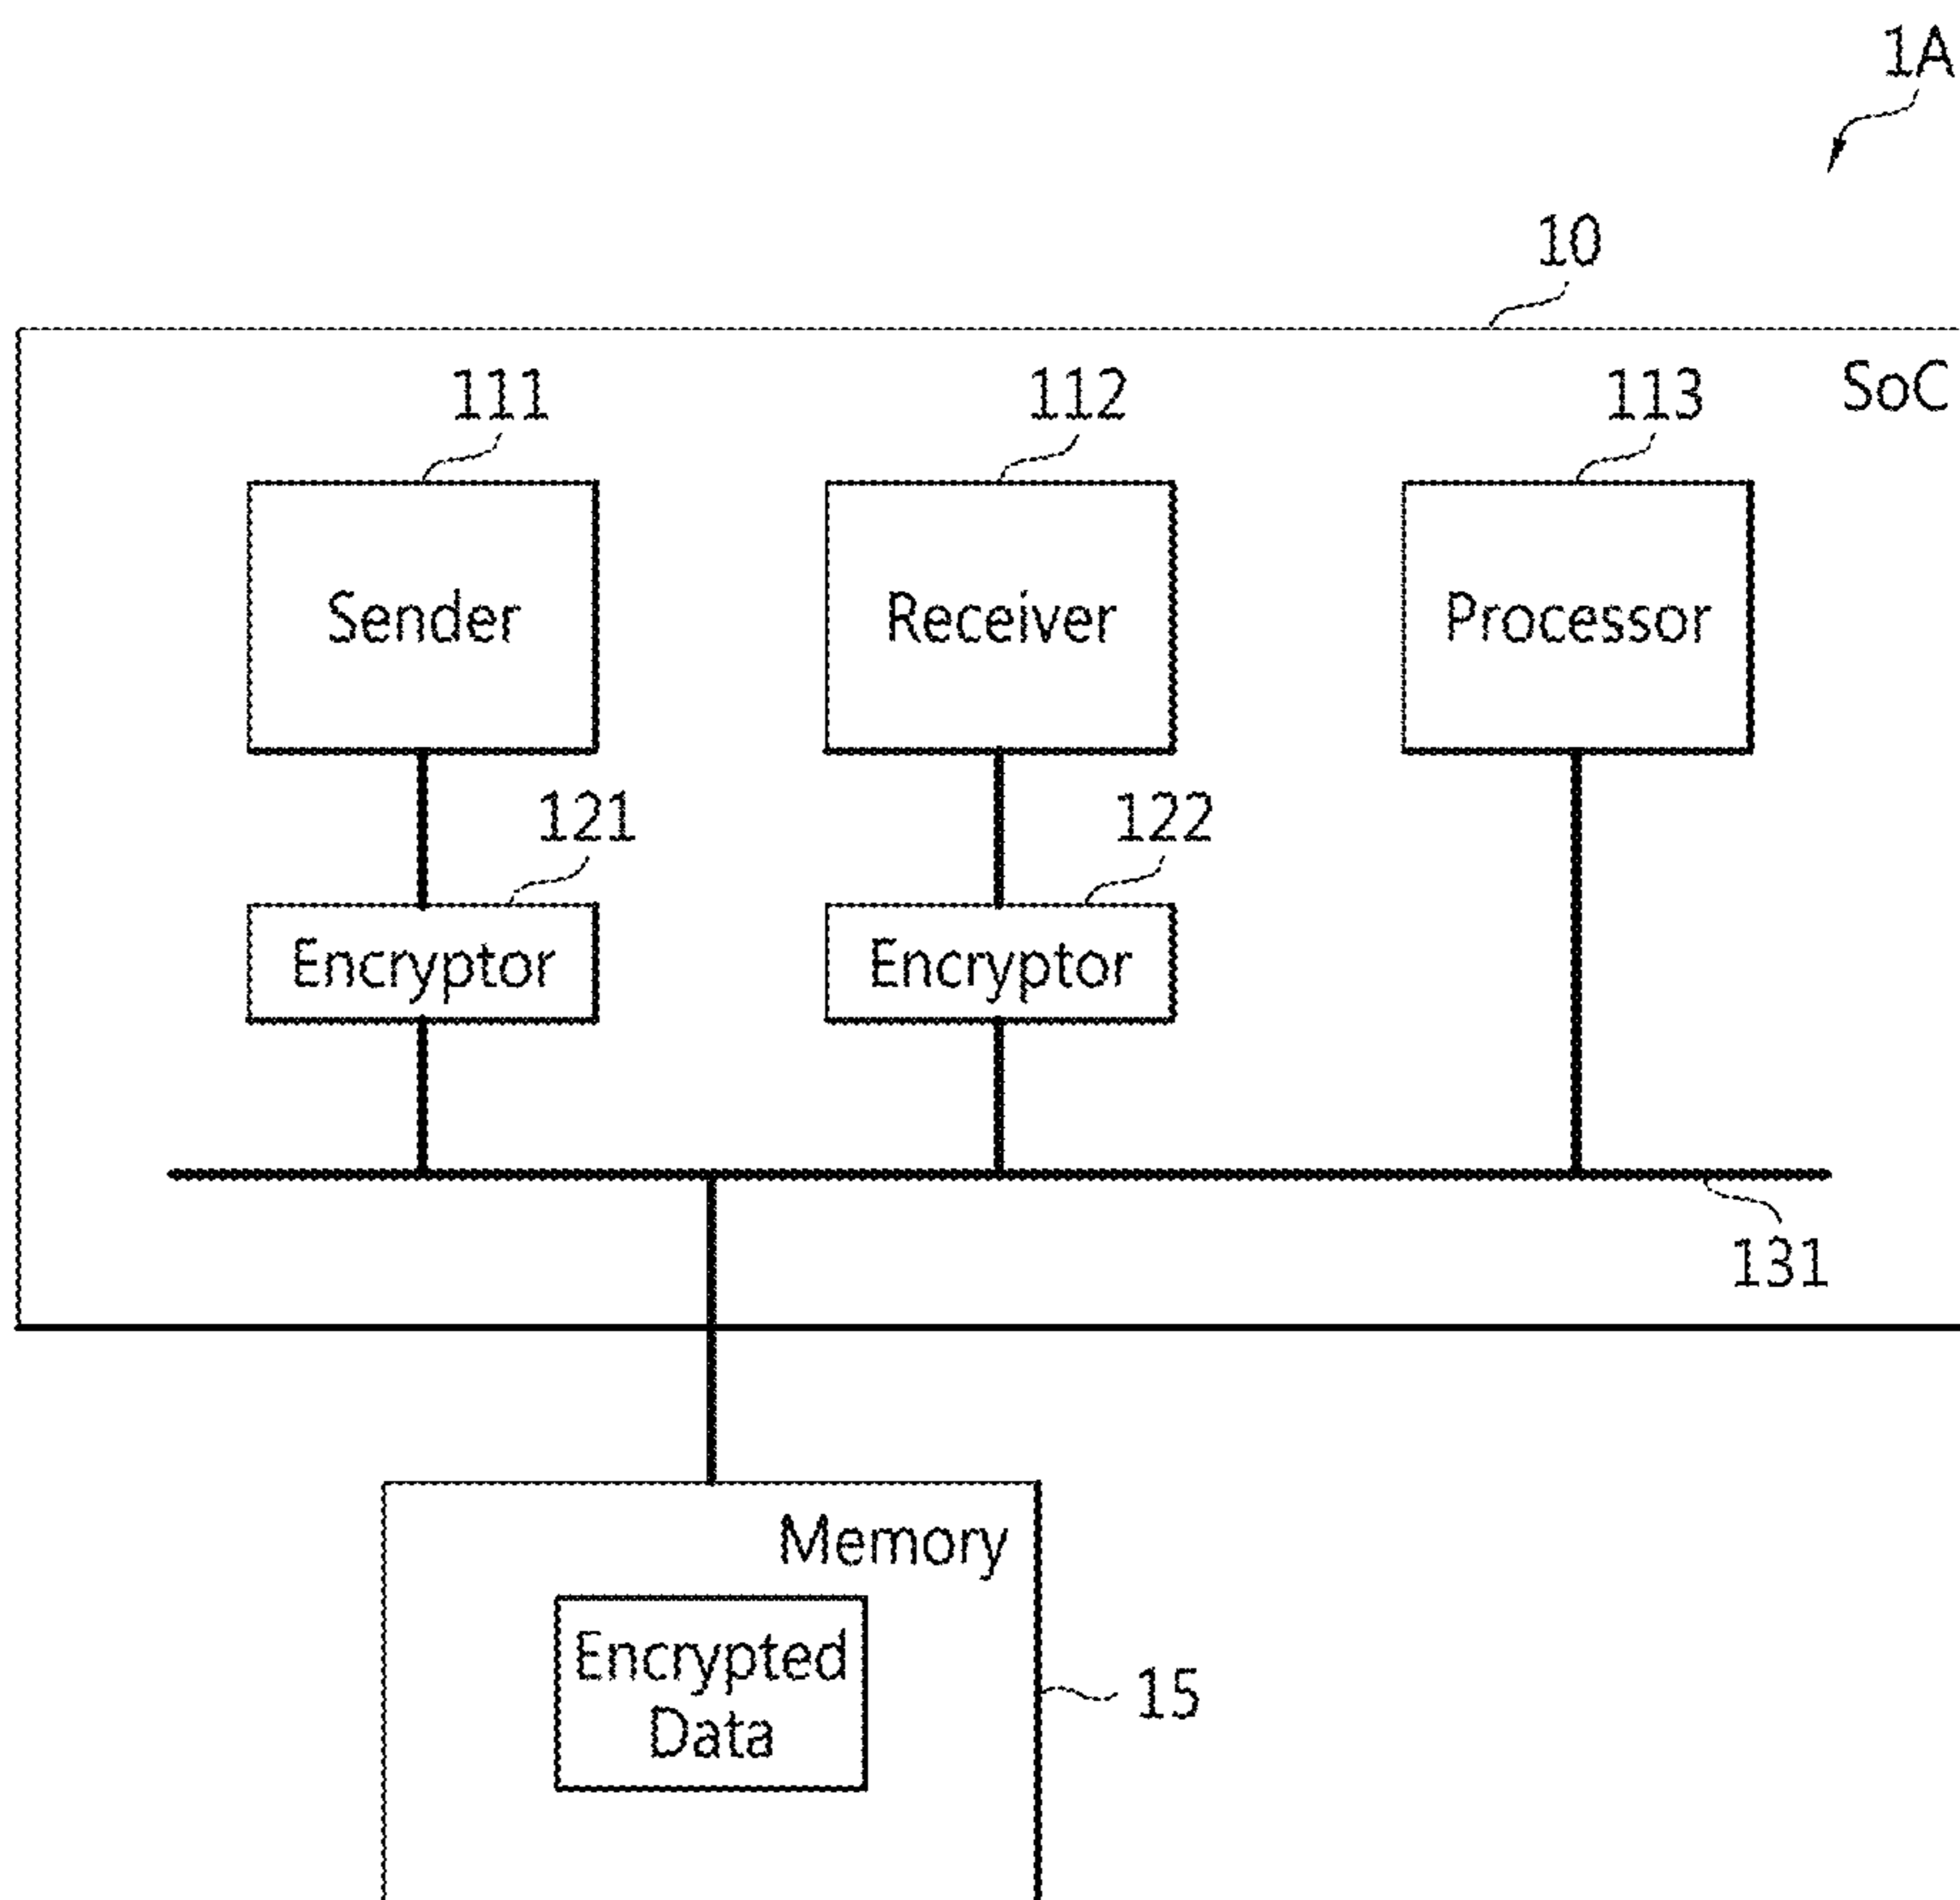 1A
10
SoC
111
112
113
Sender
Receiver
Processor
121
122
Encryptor
Encryptor
131
Memory
Encrypted
Data
15